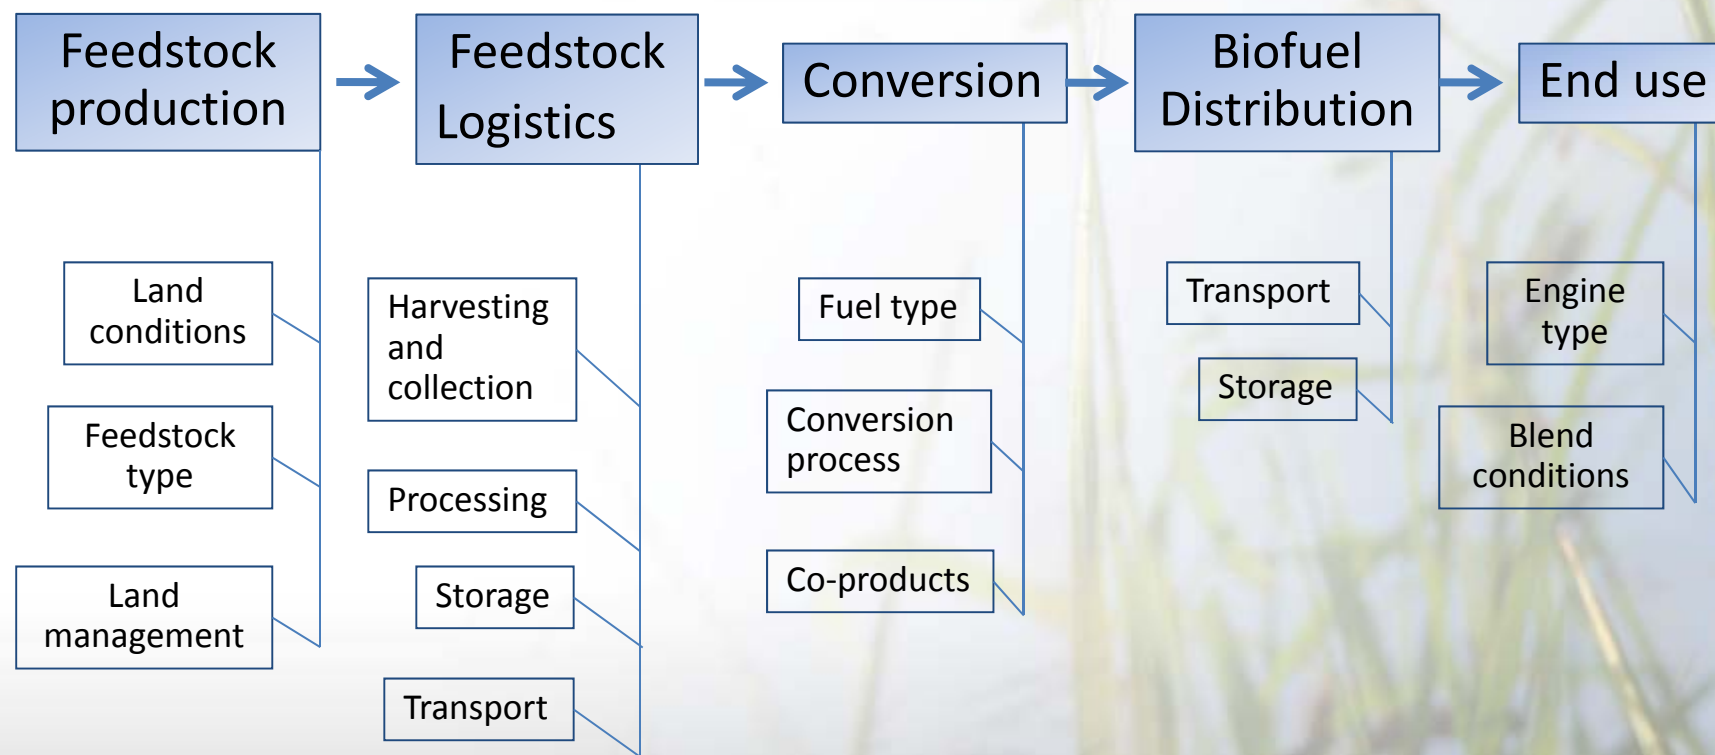 Feedstock
production
Feedstock
Logistics
Conversion
Biofuel
Distribution
End use
Land
conditions
Feedstock
type
Land
management
Harvesting
and
collection
Processing
Storage
Transport
Fuel type
Conversion
process
Co-products
Transport
Storage
Engine
type
Blend
conditions